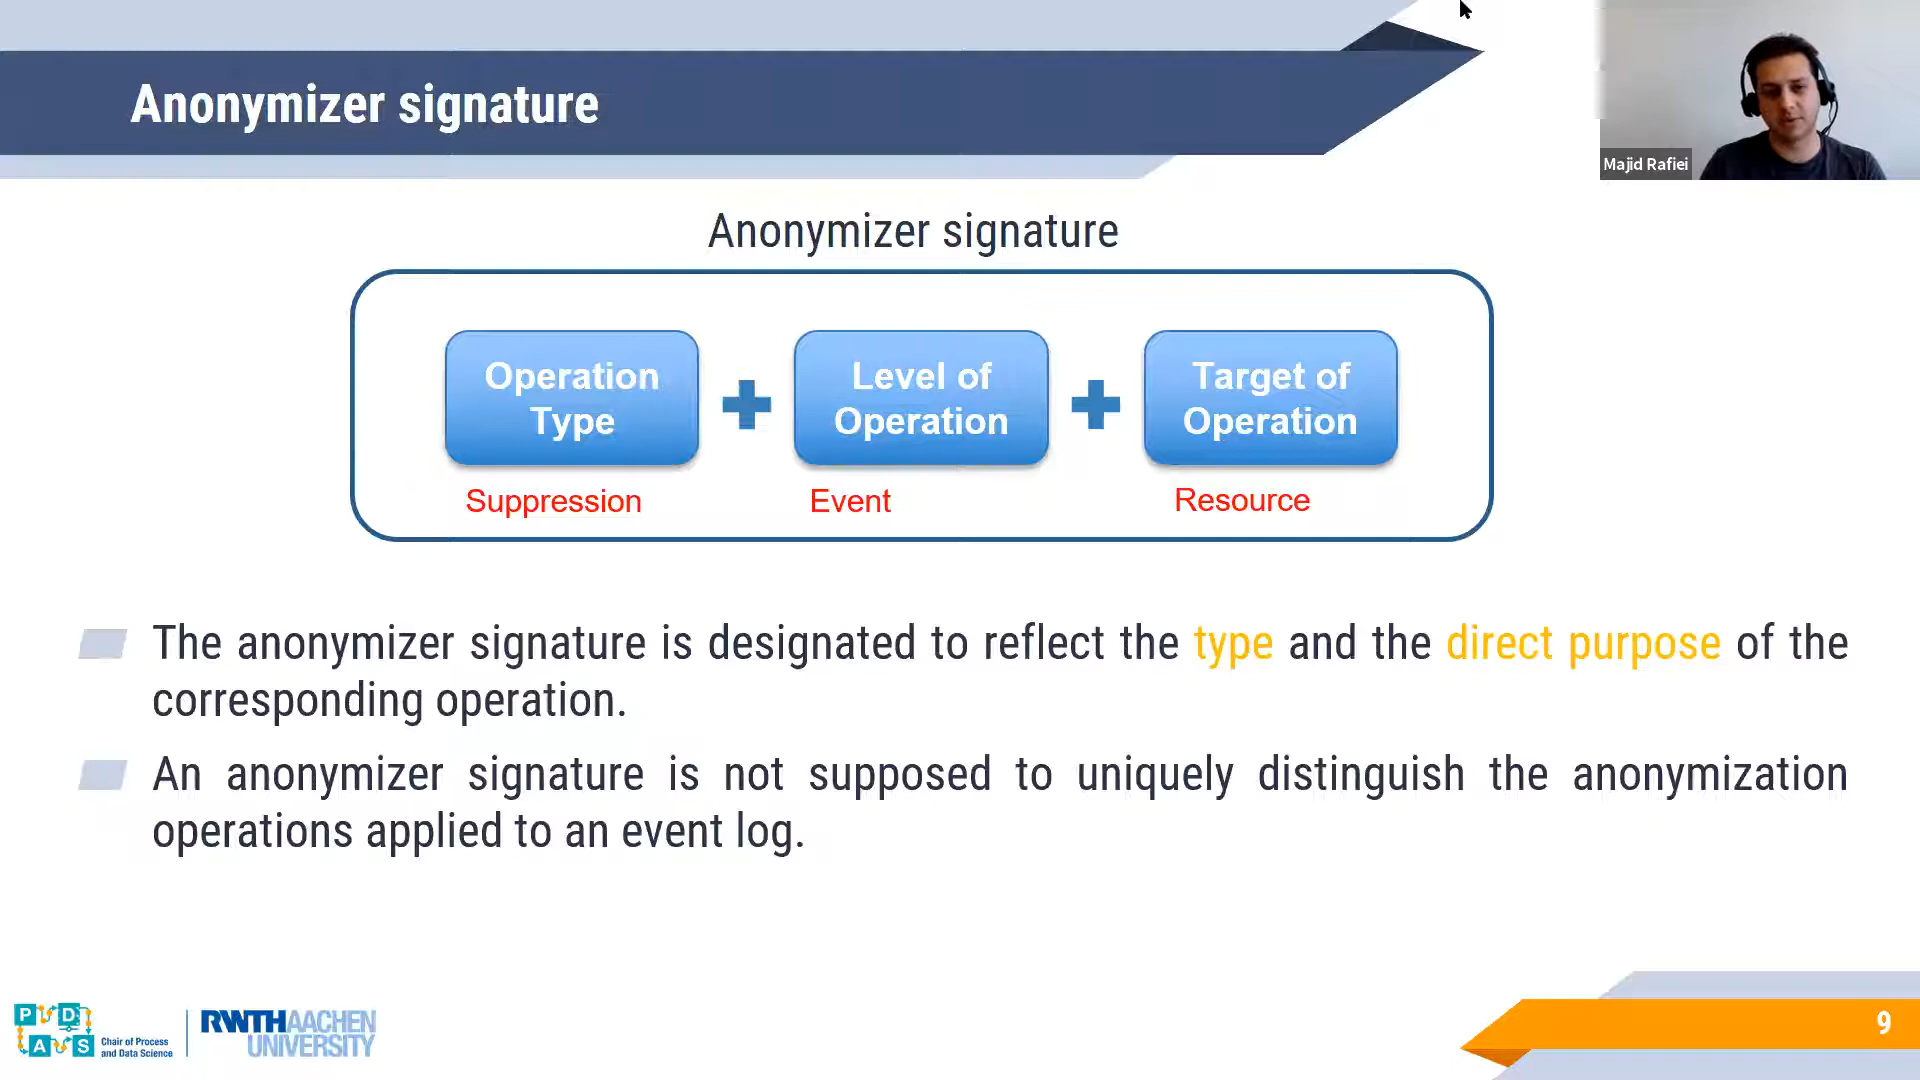 Anonymizer signature
Majid Rafiei
Anonymizer signature
Operation Type
Level of Operation
Target of Operation
Suppression
Event
Resource
The anonymizer signature is designated to reflect the type and the direct purpose of the
corresponding operation.
An anonymizer signature is not supposed to uniquely distinguish the anonymization
operations applied to an event log.
P D
A S
Chair of Process
and Data Science
RWTHAACHEN
UNIVERSITY
9